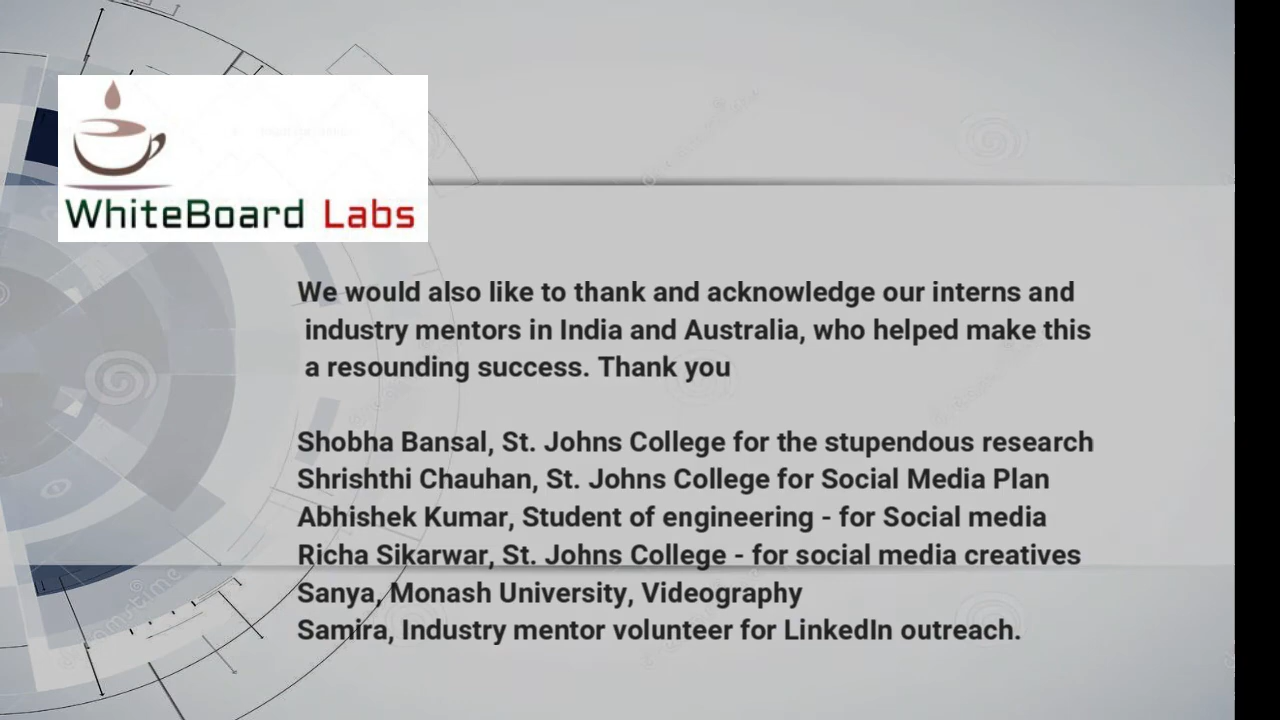 WhiteBoard Labs
We would also like to thank and acknowledge our interns and
industry mentors in India and Australia, who helped make this
a resounding success. Thank you
Shobha Bansal, St. Johns College for the stupendous research
Shrishthi Chauhan, St. Johns College for Social Media Plan
Abhishek Kumar, Student of engineering - for Social media
Richa Sikarwar, St. Johns College - for social media creatives
Sanya, Monash University, Videography
Samira, Industry mentor volunteer for LinkedIn outreach.